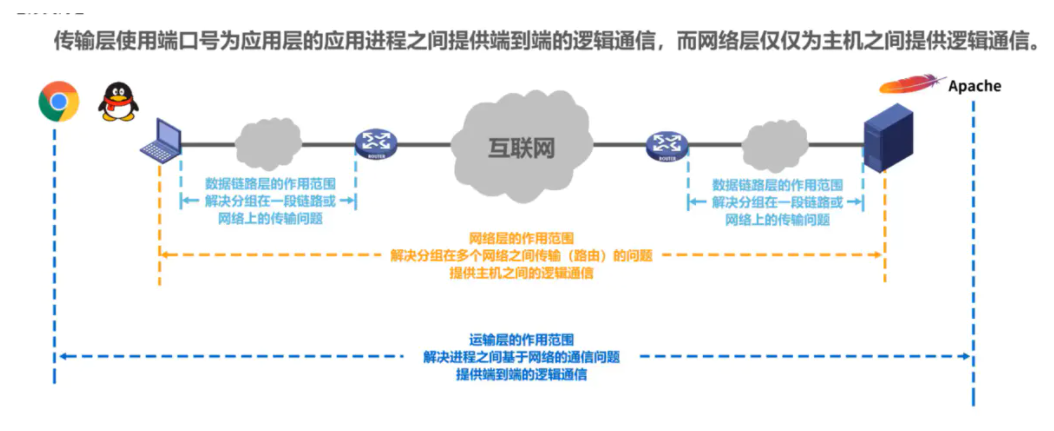 传输层使用端口号为应用层的应用进程之间提供端到端的逻辑通信，而网络层仅仅为主机之间提供逻辑通信。
Apache
互联网
数据链路层的作用范围
解决分组在一段链路或
网络上的传输问题
数据链路层的作用范围
解决分组在一段链路或
网络上的传输问题
网络层的作用范围
解决分组在多个网络之间传输（路由）的问题
提供主机之间的逻辑通信
运输层的作用范围
解决进程之间基于网络的通信问题
提供端到端的逻辑通信